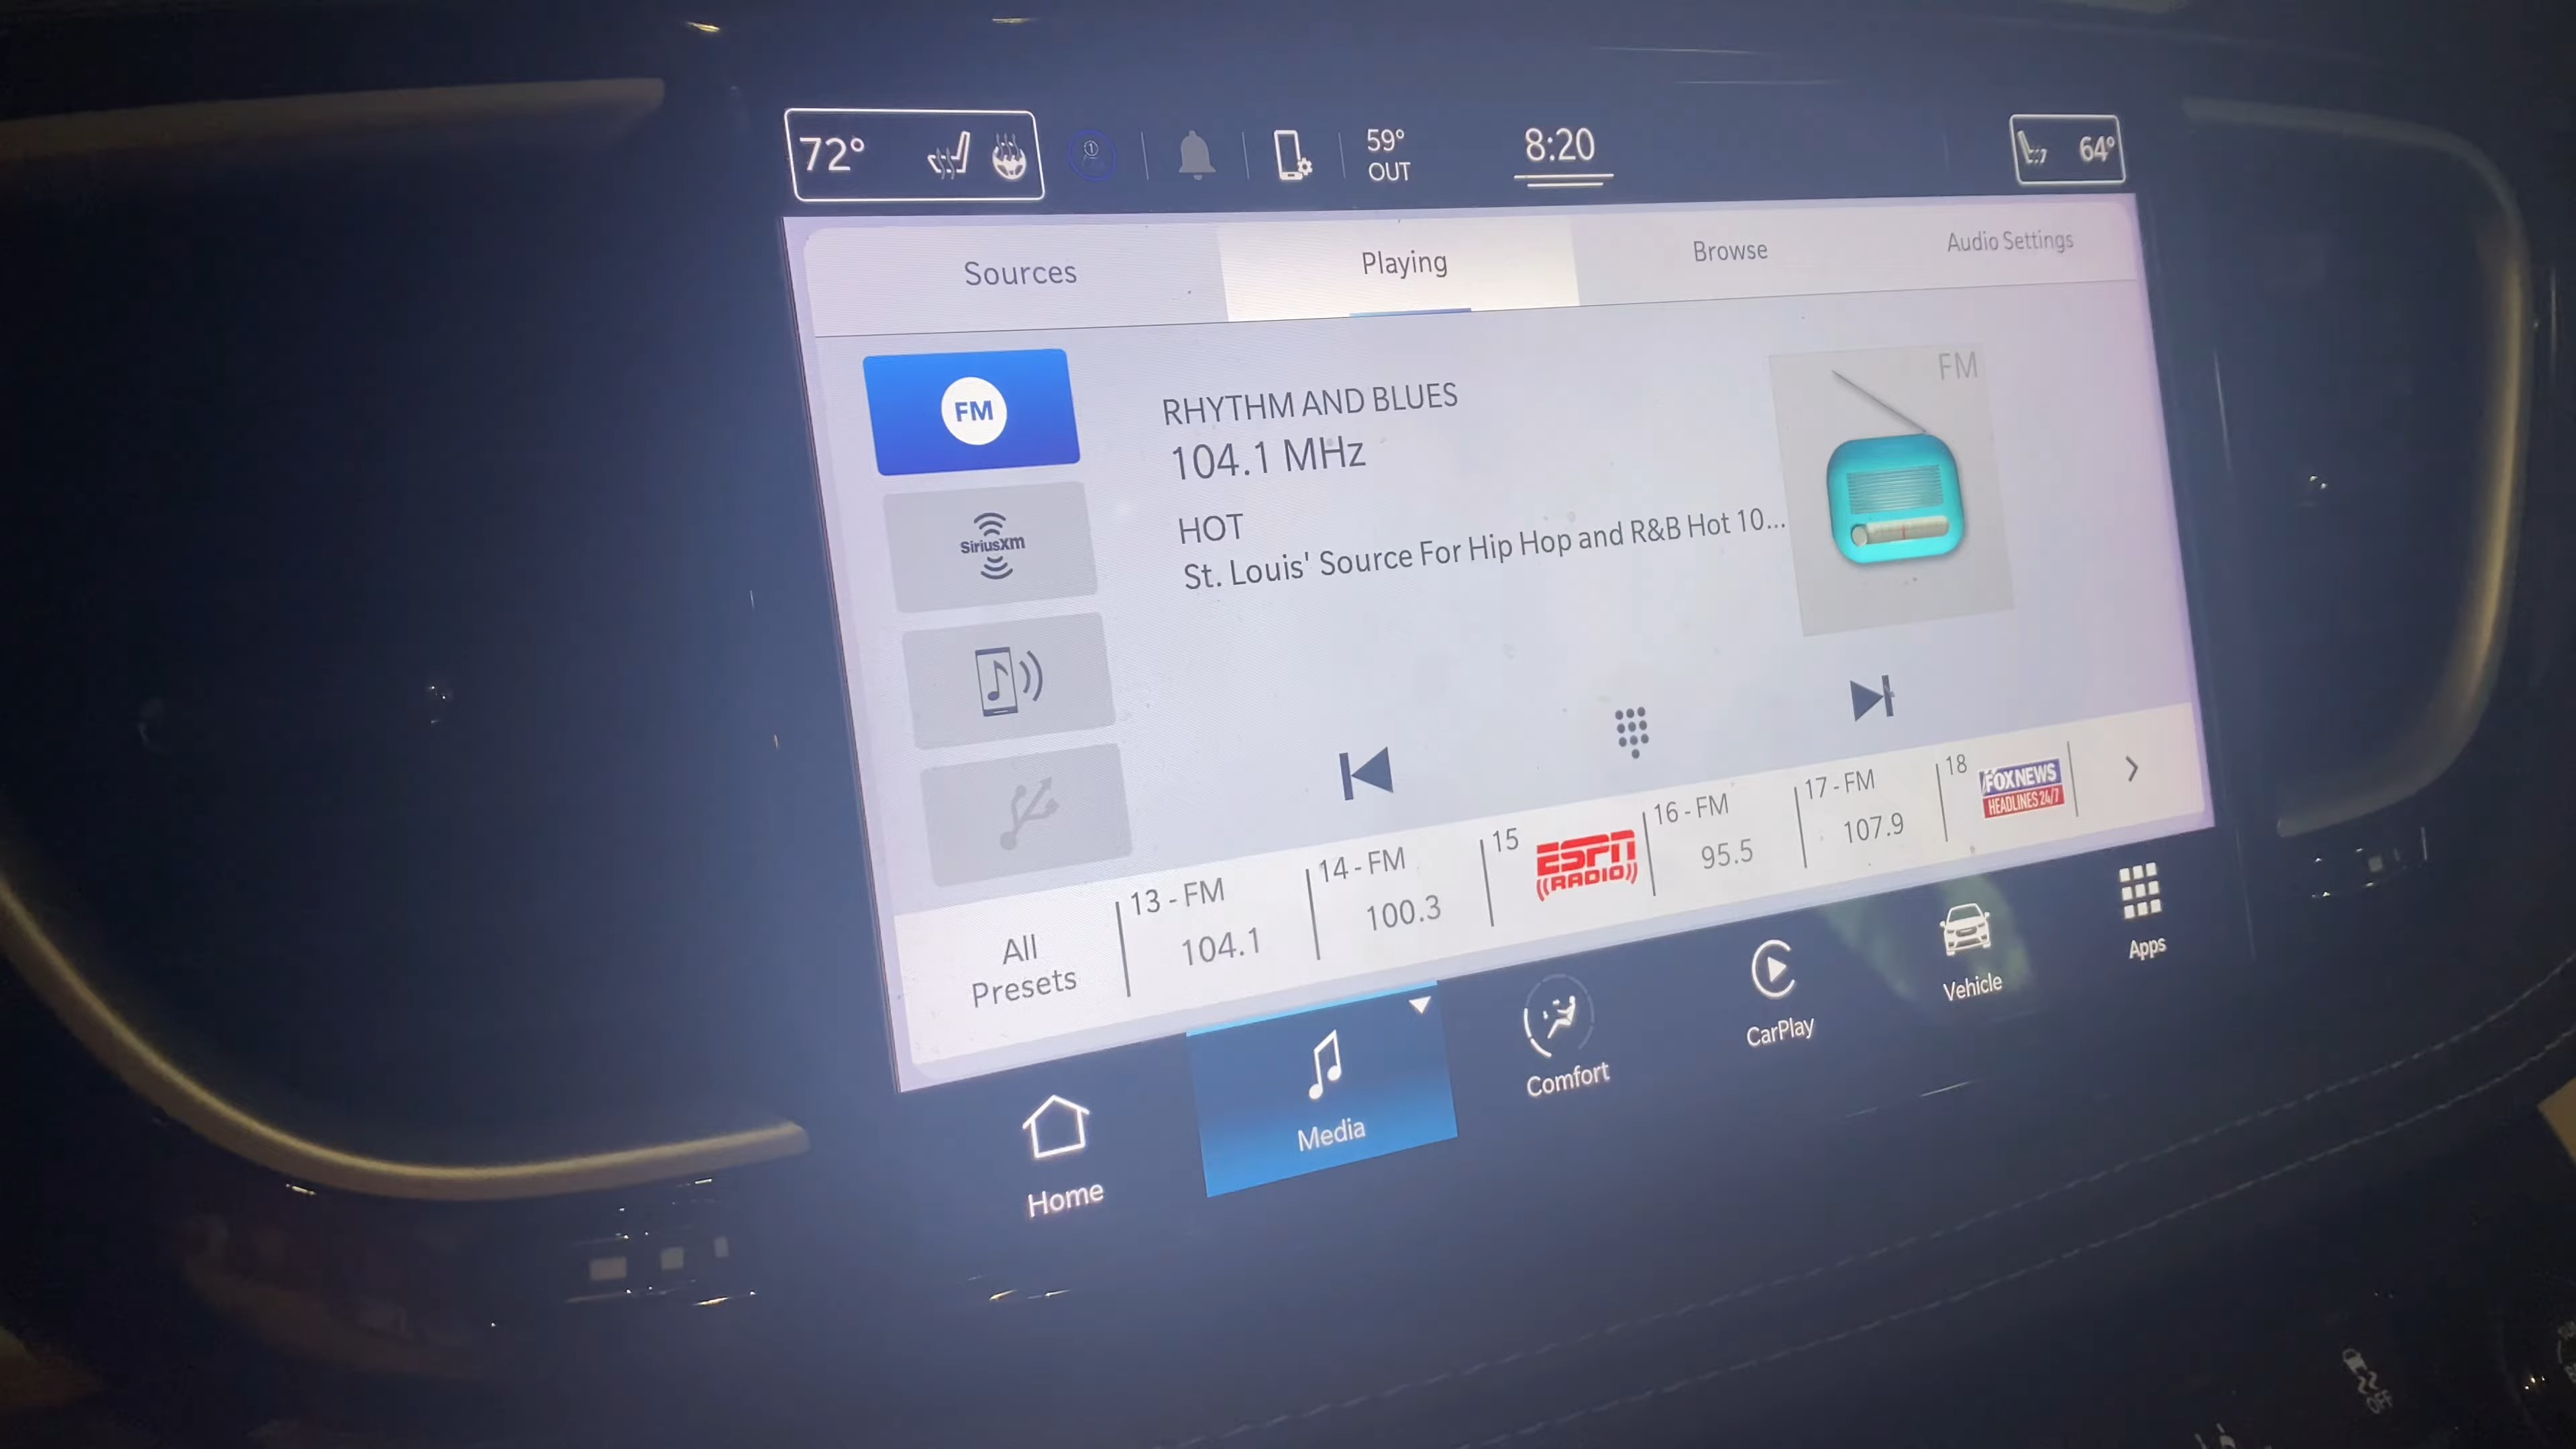 72°
59°
OUT
8:20
64°
Sources
Playing
Browse
Audio Settings
FM
RHYTHM AND BLUES
104.1 MHz
HOT
St. Louis' Source For Hip Hop and R&B Hot 10...
FM
SiriusXm
All
Presets
13 - FM
104.1
14 - FM
100.3
15
ESPN
RADIO
16 - FM
95.5
17 - FM
107.9
18
FOX NEWS
HEADLINES 24/7
Home
Media
Comfort
CarPlay
Vehicle
Apps
OFF